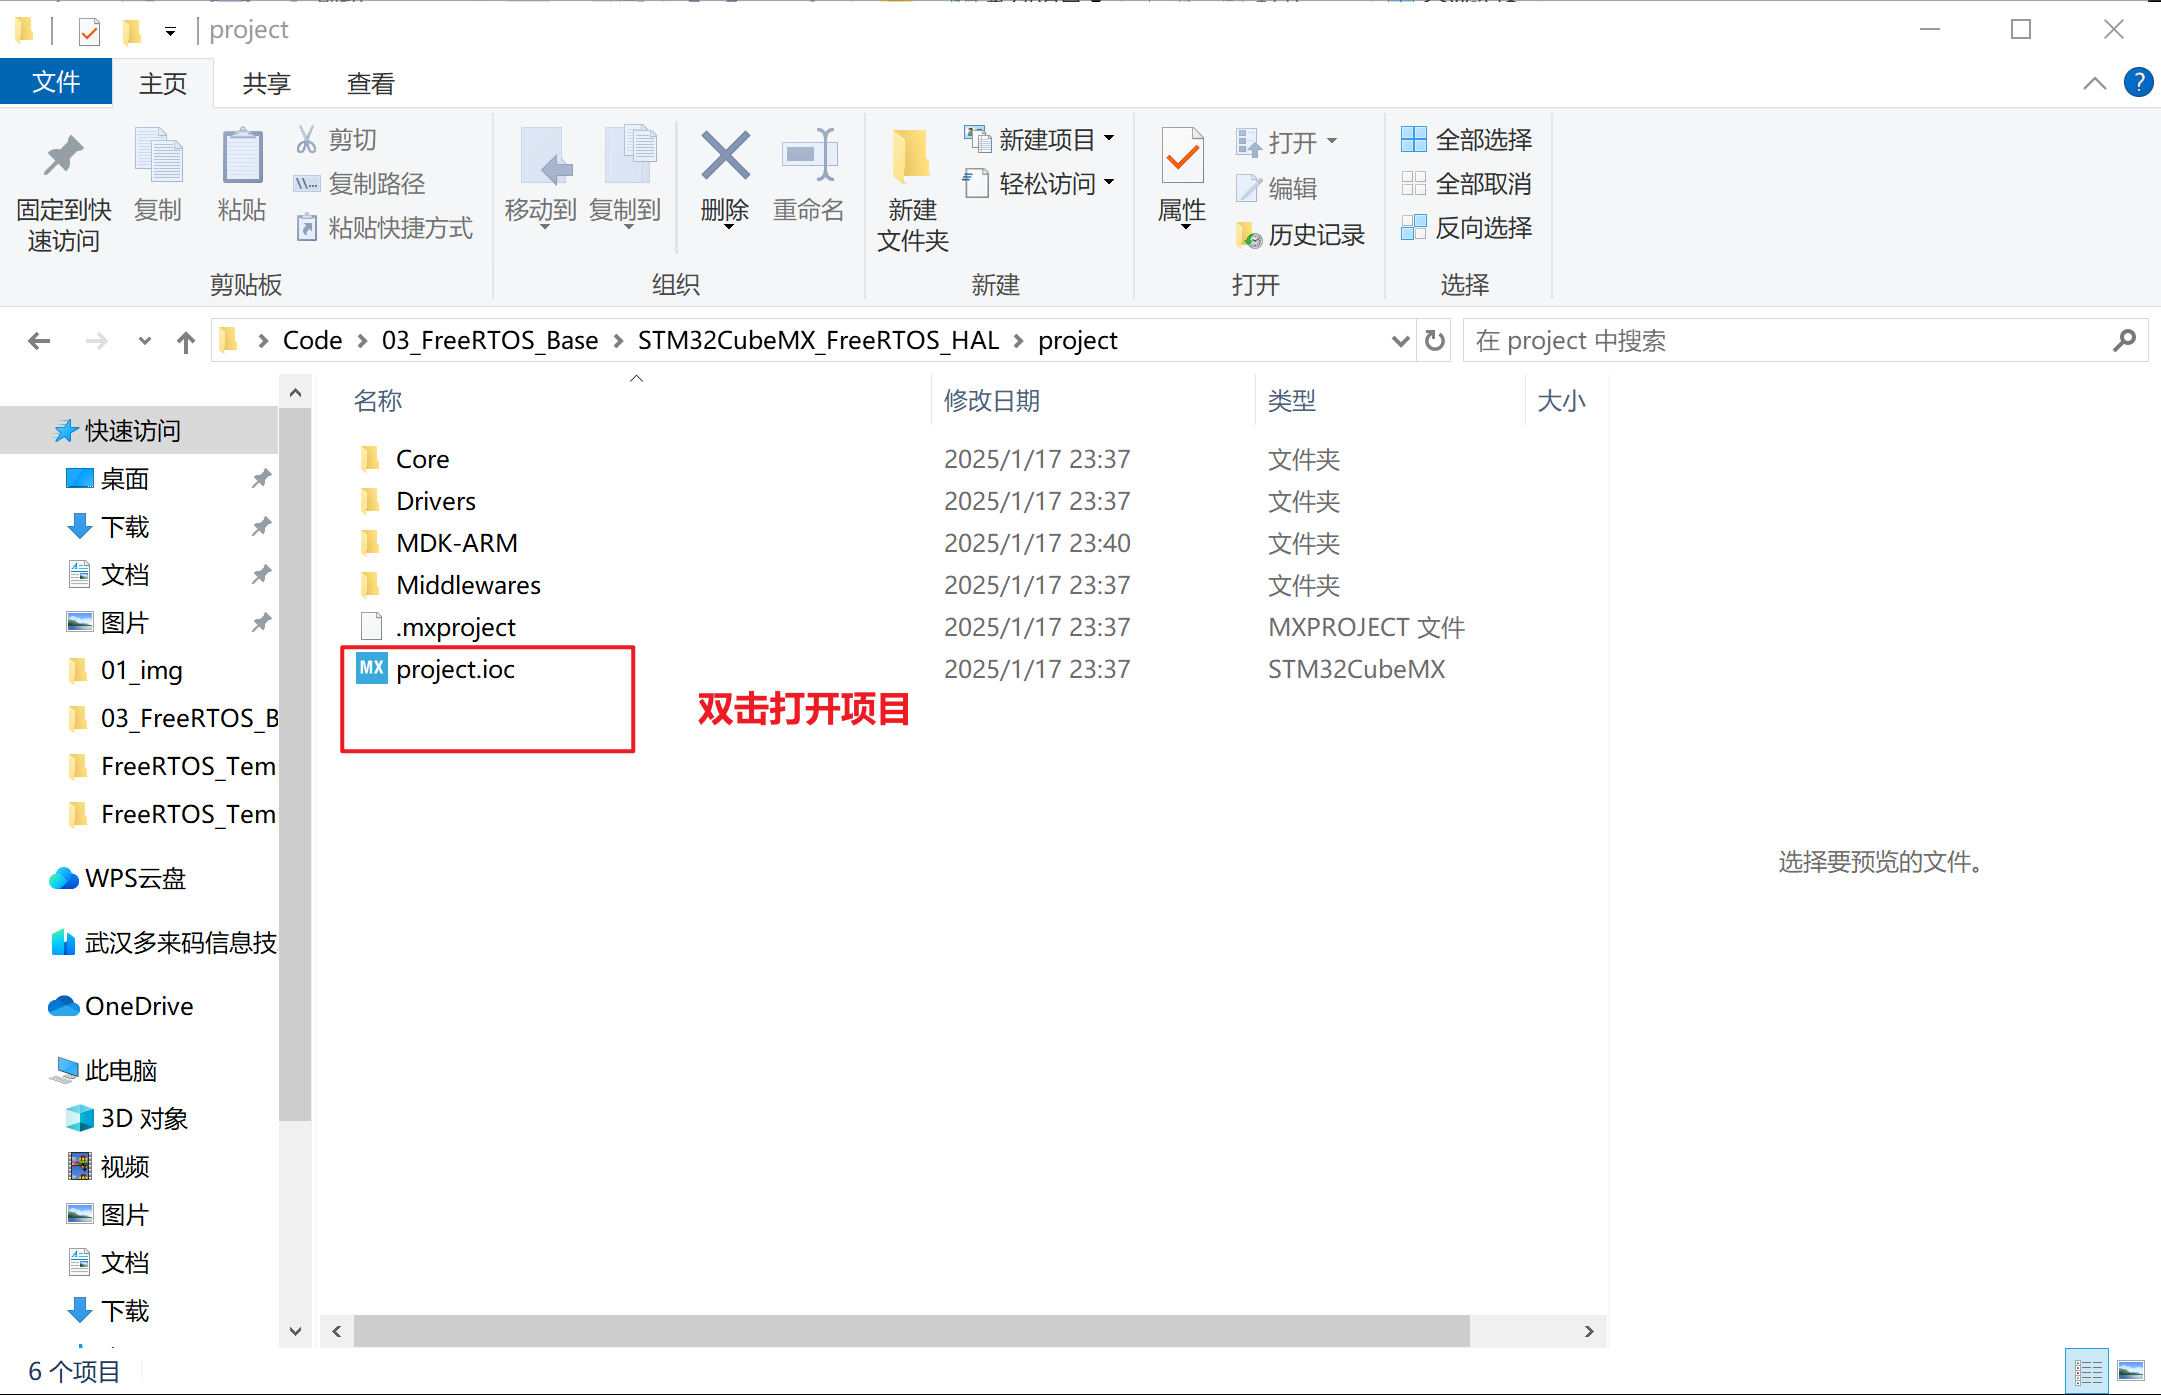 project
文件
主页
共享
查看
固定到快
速访问
复制
粘贴
剪切
复制路径
粘贴快捷方式
剪贴板
移动到
复制到
删除
重命名
组织
新建
文件夹
新建项目
轻松访问
新建
属性
打开
编辑
历史记录
打开
全部选择
全部取消
反向选择
选择
Code
03_FreeRTOS_Base
STM32CubeMX_FreeRTOS_HAL
project
在 project 中搜索
快速访问
桌面
下载
文档
图片
01_img
03_FreeRTOS_B
FreeRTOS_Tem
FreeRTOS_Tem
WPS云盘
武汉多来码信息技
OneDrive
此电脑
3D 对象
视频
图片
文档
下载
名称 修改日期 类型 大小
Core 2025/1/17 23:37 文件夹
Drivers 2025/1/17 23:37 文件夹
MDK-ARM 2025/1/17 23:40 文件夹
Middlewares 2025/1/17 23:37 文件夹
.mxproject 2025/1/17 23:37 MXPROJECT 文件
MX project.ioc 2025/1/17 23:37 STM32CubeMX
双击打开项目
选择要预览的文件。
6 个项目